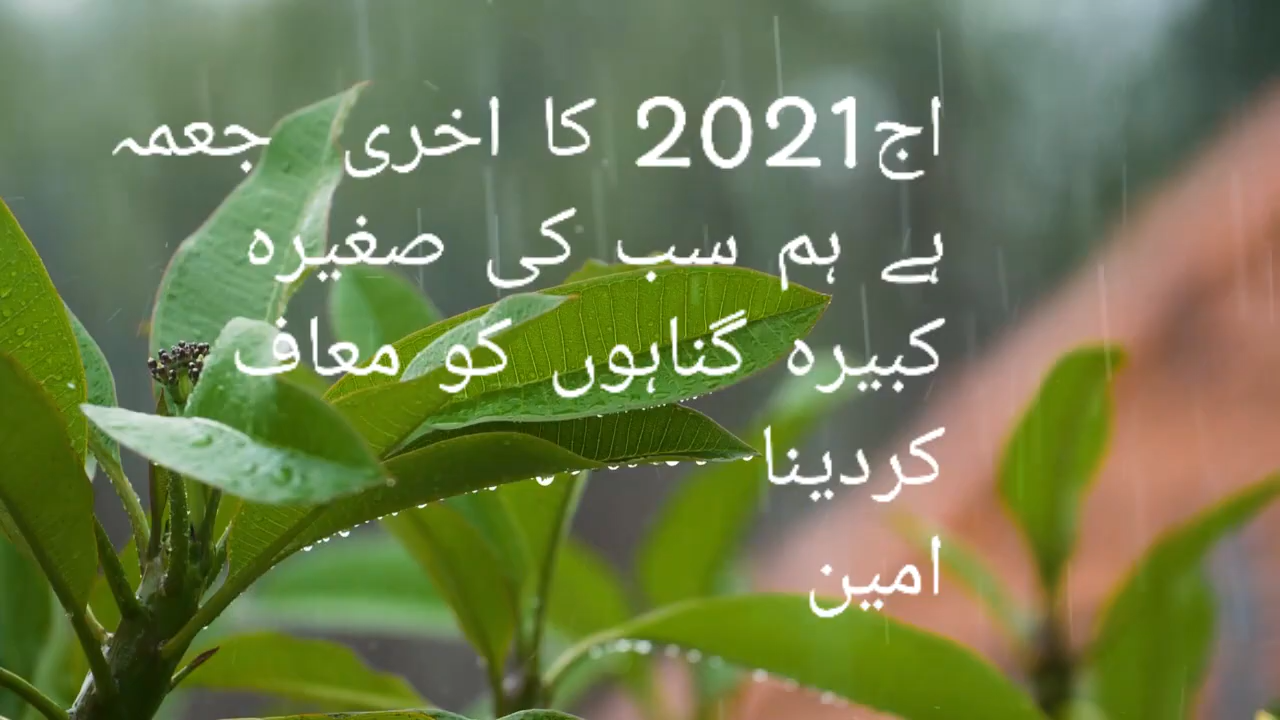 اج2021 کا اخری جعمہ
ہے ہم سب کی صغیرہ
کبیرہ گناہوں کو معاف
کردینا
امین